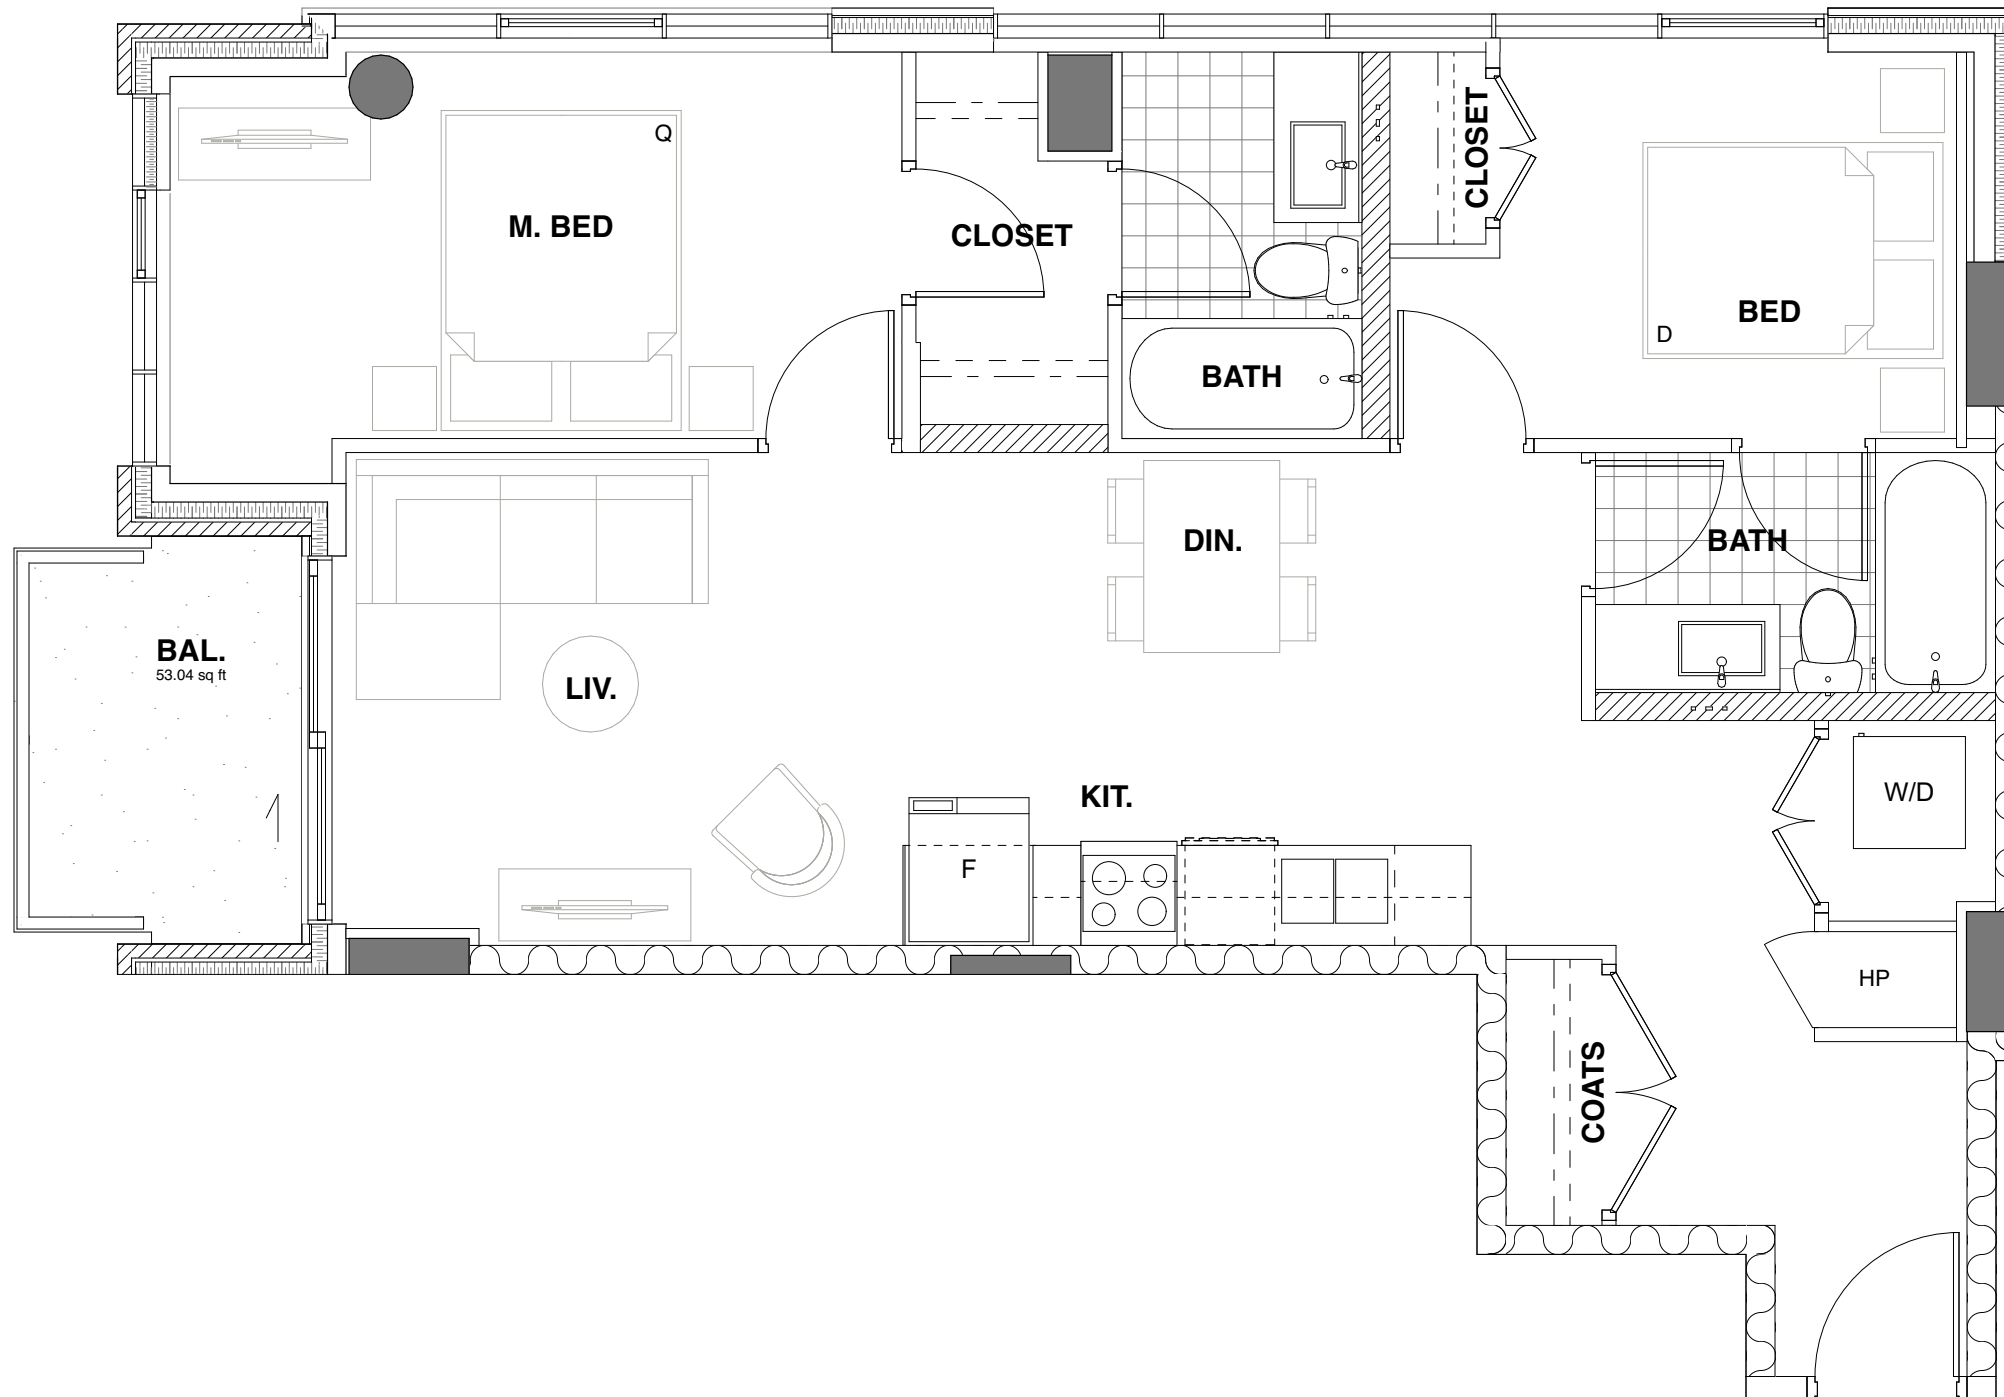 Q
M. BED
CLOSET
CLOSET
BED
D
BATH
DIN.
BATH
BAL.
53.04 sq ft
LIV.
KIT.
W/D
F
HP
COATS